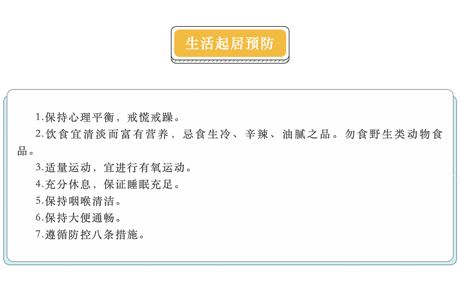 生活起居预防
1.保持心理平衡，戒慌戒躁。
2.饮食宜清淡而富有营养，忌食生冷、辛辣、油腻之品。勿食野生类动物食
品。
3.适量运动，宜进行有氧运动。
4.充分休息，保证睡眠充足。
5.保持咽喉清洁。
6.保持大便通畅。
7.遵循防控八条措施。